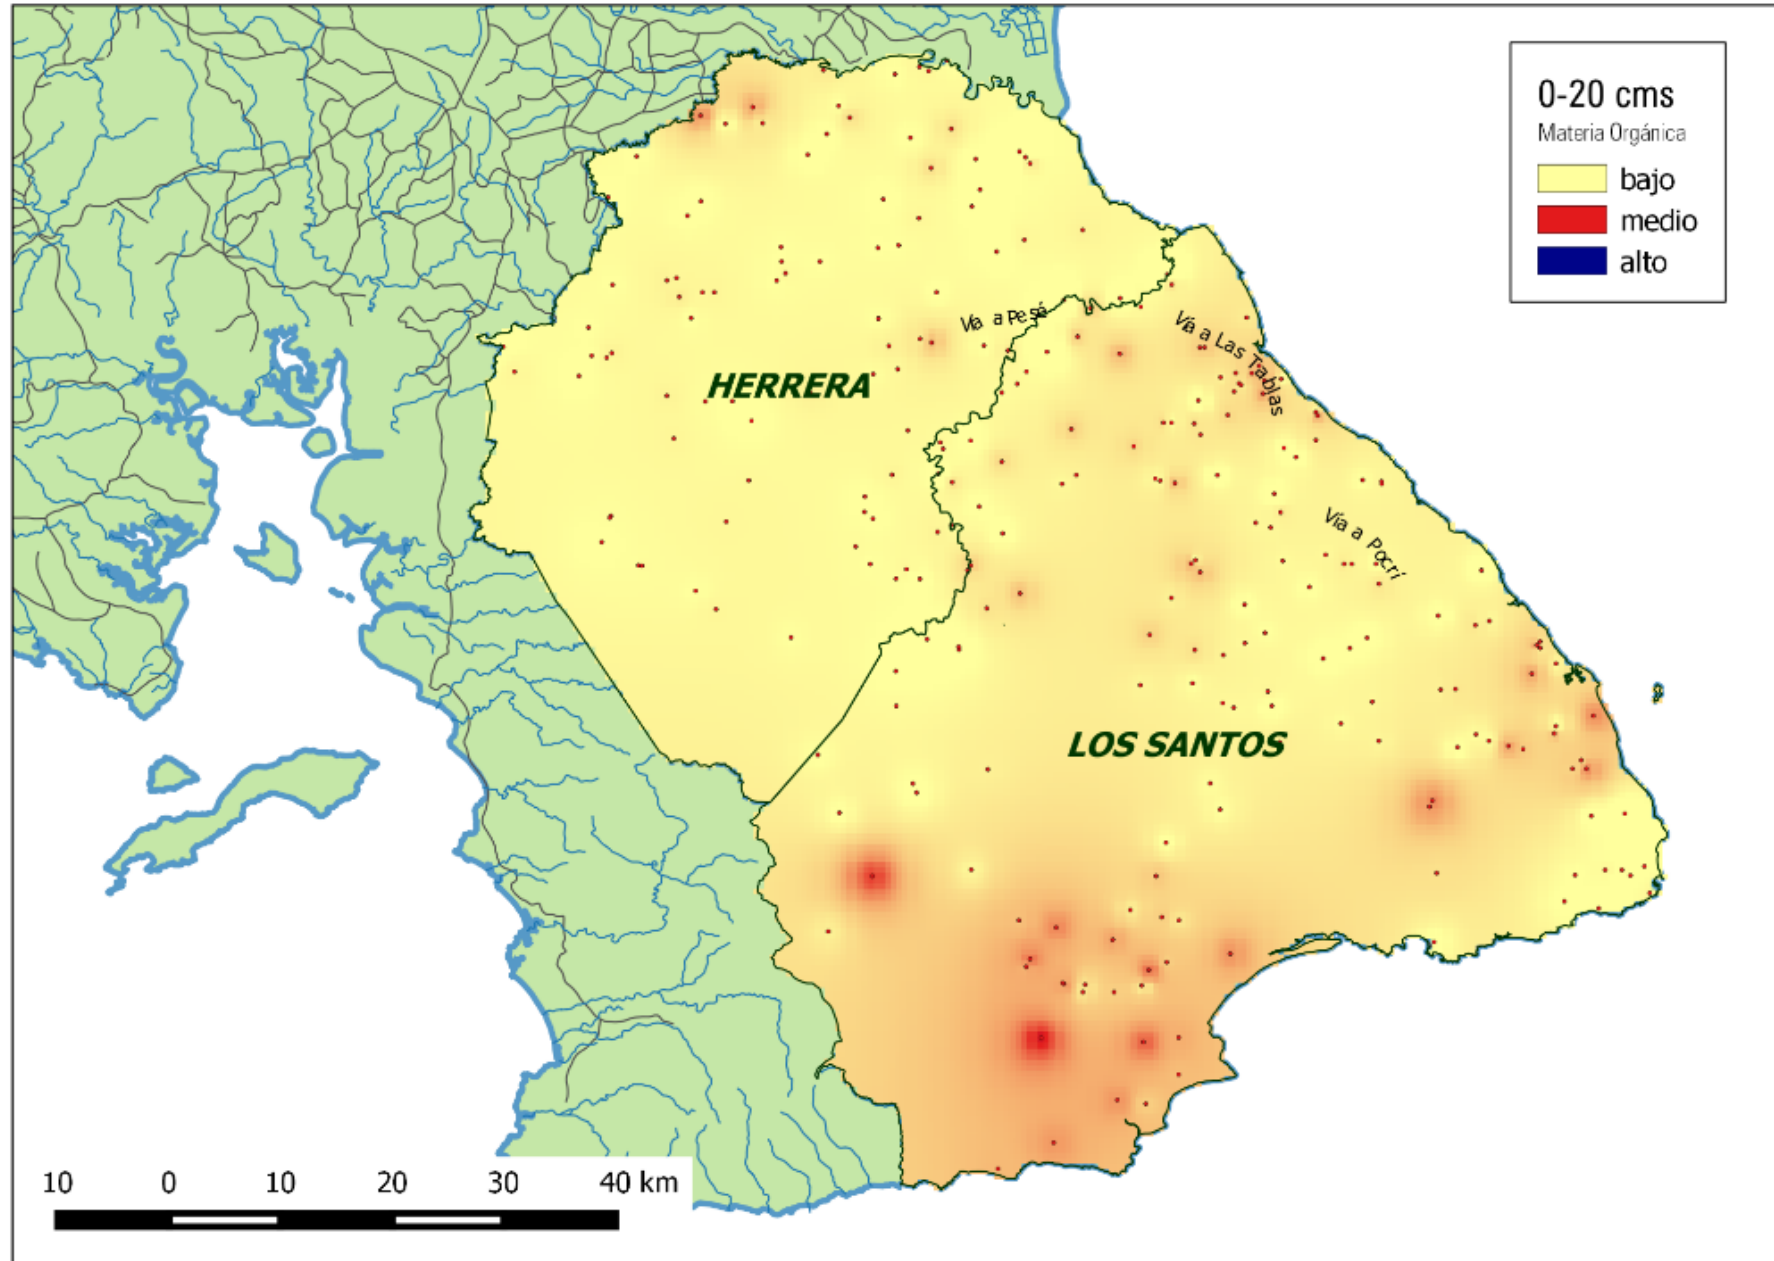 0-20 cms
Materia Orgánica
bajo
medio
alto
Vía a Pesé
Vía a Las Tablas
HERRERA
Vía a Pocrí
LOS SANTOS
10 0 10 20 30 40 km